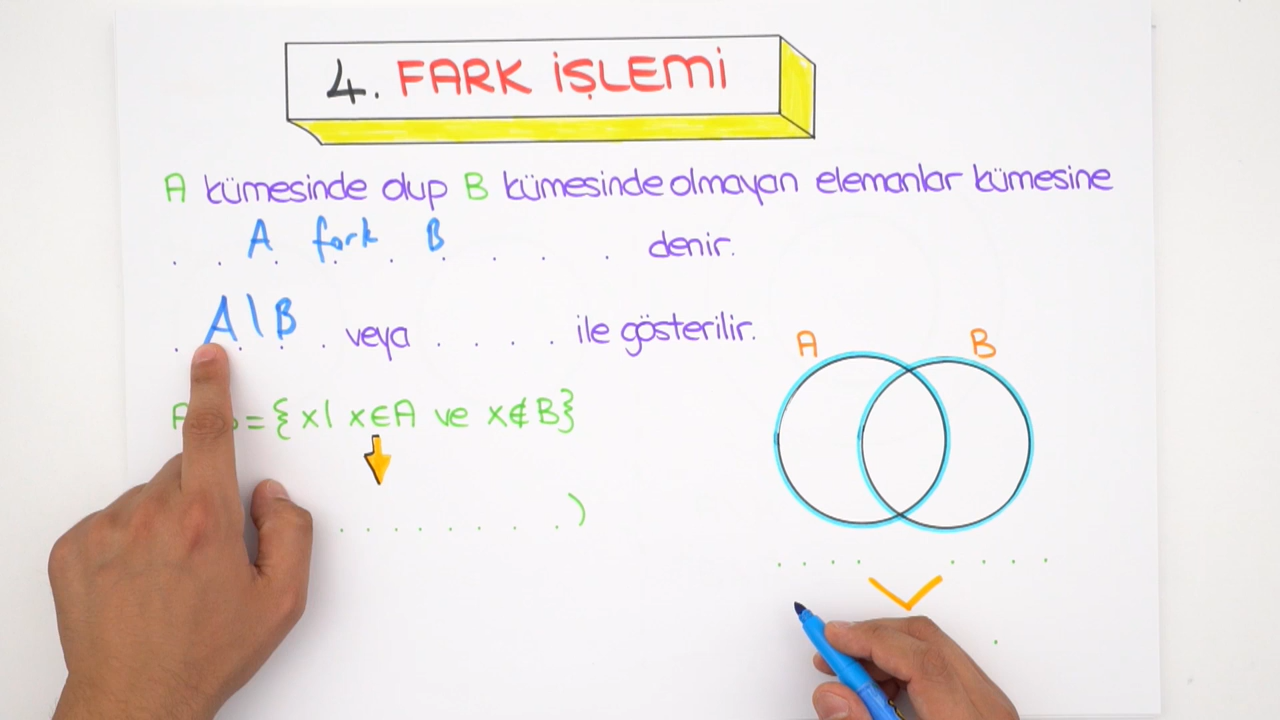 4. FARK İŞLEMİ
A kümesinde olup B kümesinde olmayan elemanlar kümesine
. . A fark B . . . . denir.
. A \ B . veya . . . . . ile gösterilir.
A = { x | x ∈ A ve x ∉ B }
. . . . . . . . . )
A B